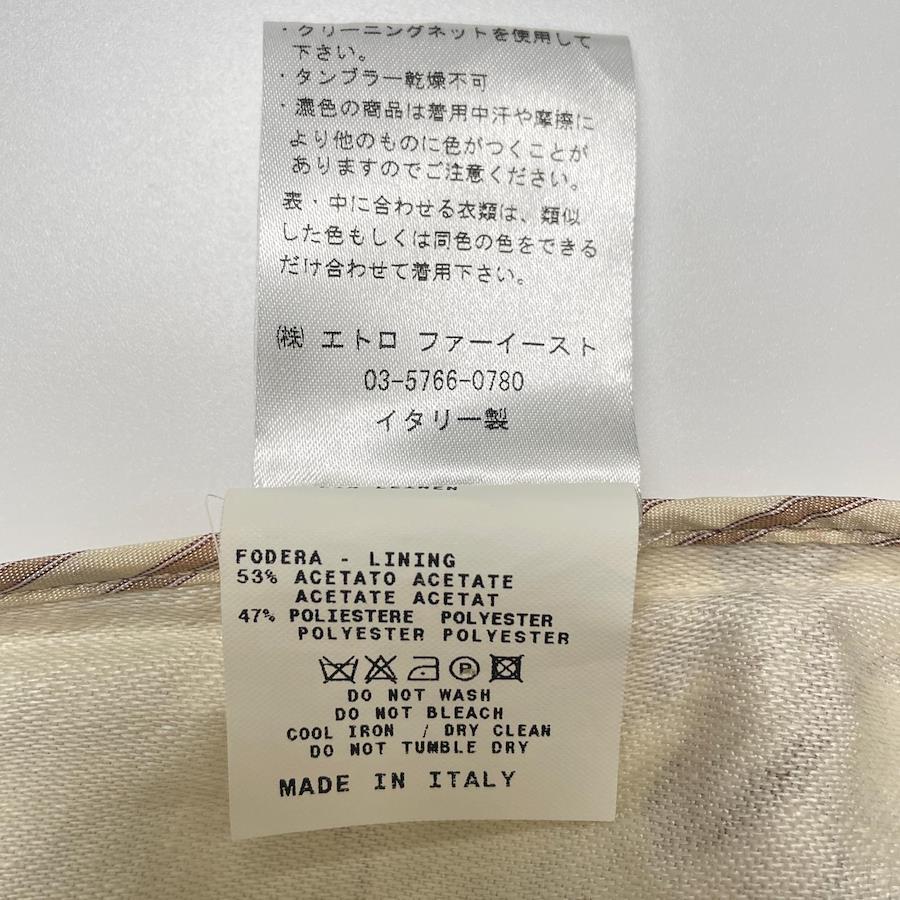 ・クリーニングネットを使用して
下さい。
・タンブラー乾燥不可
・濃色の商品は着用中汗や摩擦に
より他のものに色がつくことが
ありますのでご注意ください。
表・中に合わせる衣類は、類似
した色もしくは同色の色をできる
だけ合わせて着用下さい。
㈱ エトロ ファーイースト
03-5766-0780
イタリー製
FODERA - LINING
53% ACETATO ACETATE
ACETATE ACETAT
47% POLIESTERE POLYESTER
POLYESTER POLYESTER
P
DO NOT WASH
DO NOT BLEACH
COOL IRON / DRY CLEAN
DO NOT TUMBLE DRY
MADE IN ITALY